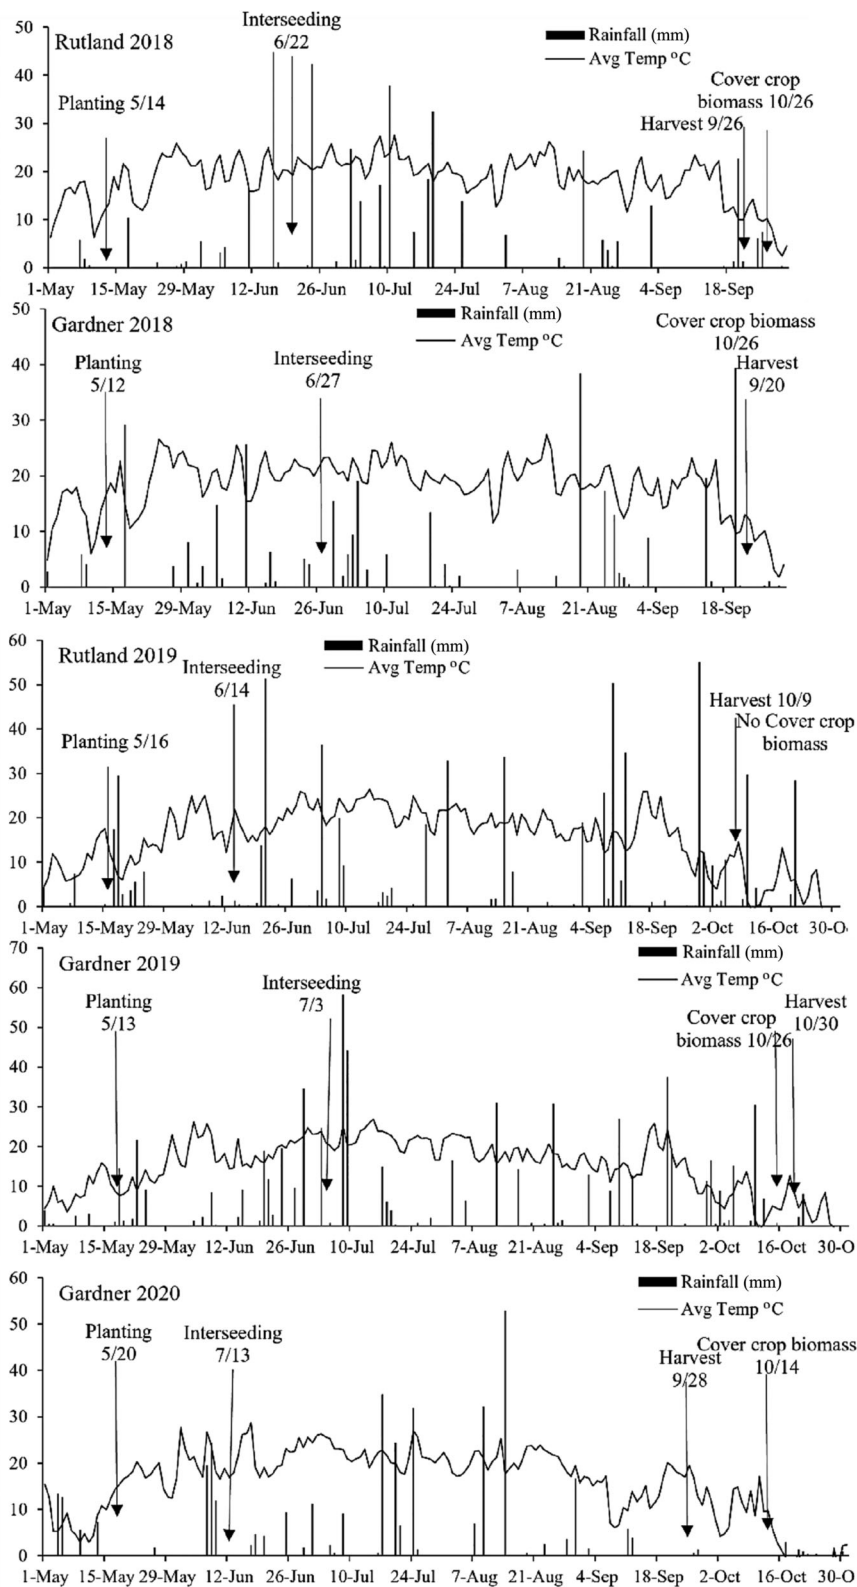 Rutland 2018
Interseeding
6/22
Rainfall (mm)
Avg Temp °C
Planting 5/14
Cover crop
biomass 10/26
Harvest 9/26
50
40
30
20
10
0
1-May 15-May 29-May 12-Jun 26-Jun 10-Jul 24-Jul 7-Aug 21-Aug 4-Sep 18-Sep
Gardner 2018
Rainfall (mm)
Avg Temp °C
Planting
5/12
Interseeding
6/27
Cover crop biomass
10/26
Harvest
9/20
50
40
30
20
10
0
1-May 15-May 29-May 12-Jun 26-Jun 10-Jul 24-Jul 7-Aug 21-Aug 4-Sep 18-Sep
Rutland 2019
Rainfall (mm)
Avg Temp °C
Interseeding
6/14
Planting 5/16
Harvest 10/9
No Cover crop
biomass
60
50
40
30
20
10
0
1-May 15-May 29-May 12-Jun 26-Jun 10-Jul 24-Jul 7-Aug 21-Aug 4-Sep 18-Sep 2-Oct 16-Oct 30-O
Gardner 2019
Rainfall (mm)
Avg Temp °C
Planting
5/13
Interseeding
7/3
Cover crop
biomass 10/26
Harvest
10/30
70
60
50
40
30
20
10
0
1-May 15-May 29-May 12-Jun 26-Jun 10-Jul 24-Jul 7-Aug 21-Aug 4-Sep 18-Sep 2-Oct 16-Oct 30-O
Gardner 2020
Rainfall (mm)
Avg Temp °C
Planting
5/20
Interseeding
7/13
Harvest
9/28
Cover crop biomass
10/14
60
50
40
30
20
10
0
1-May 15-May 29-May 12-Jun 26-Jun 10-Jul 24-Jul 7-Aug 21-Aug 4-Sep 18-Sep 2-Oct 16-Oct 30-O